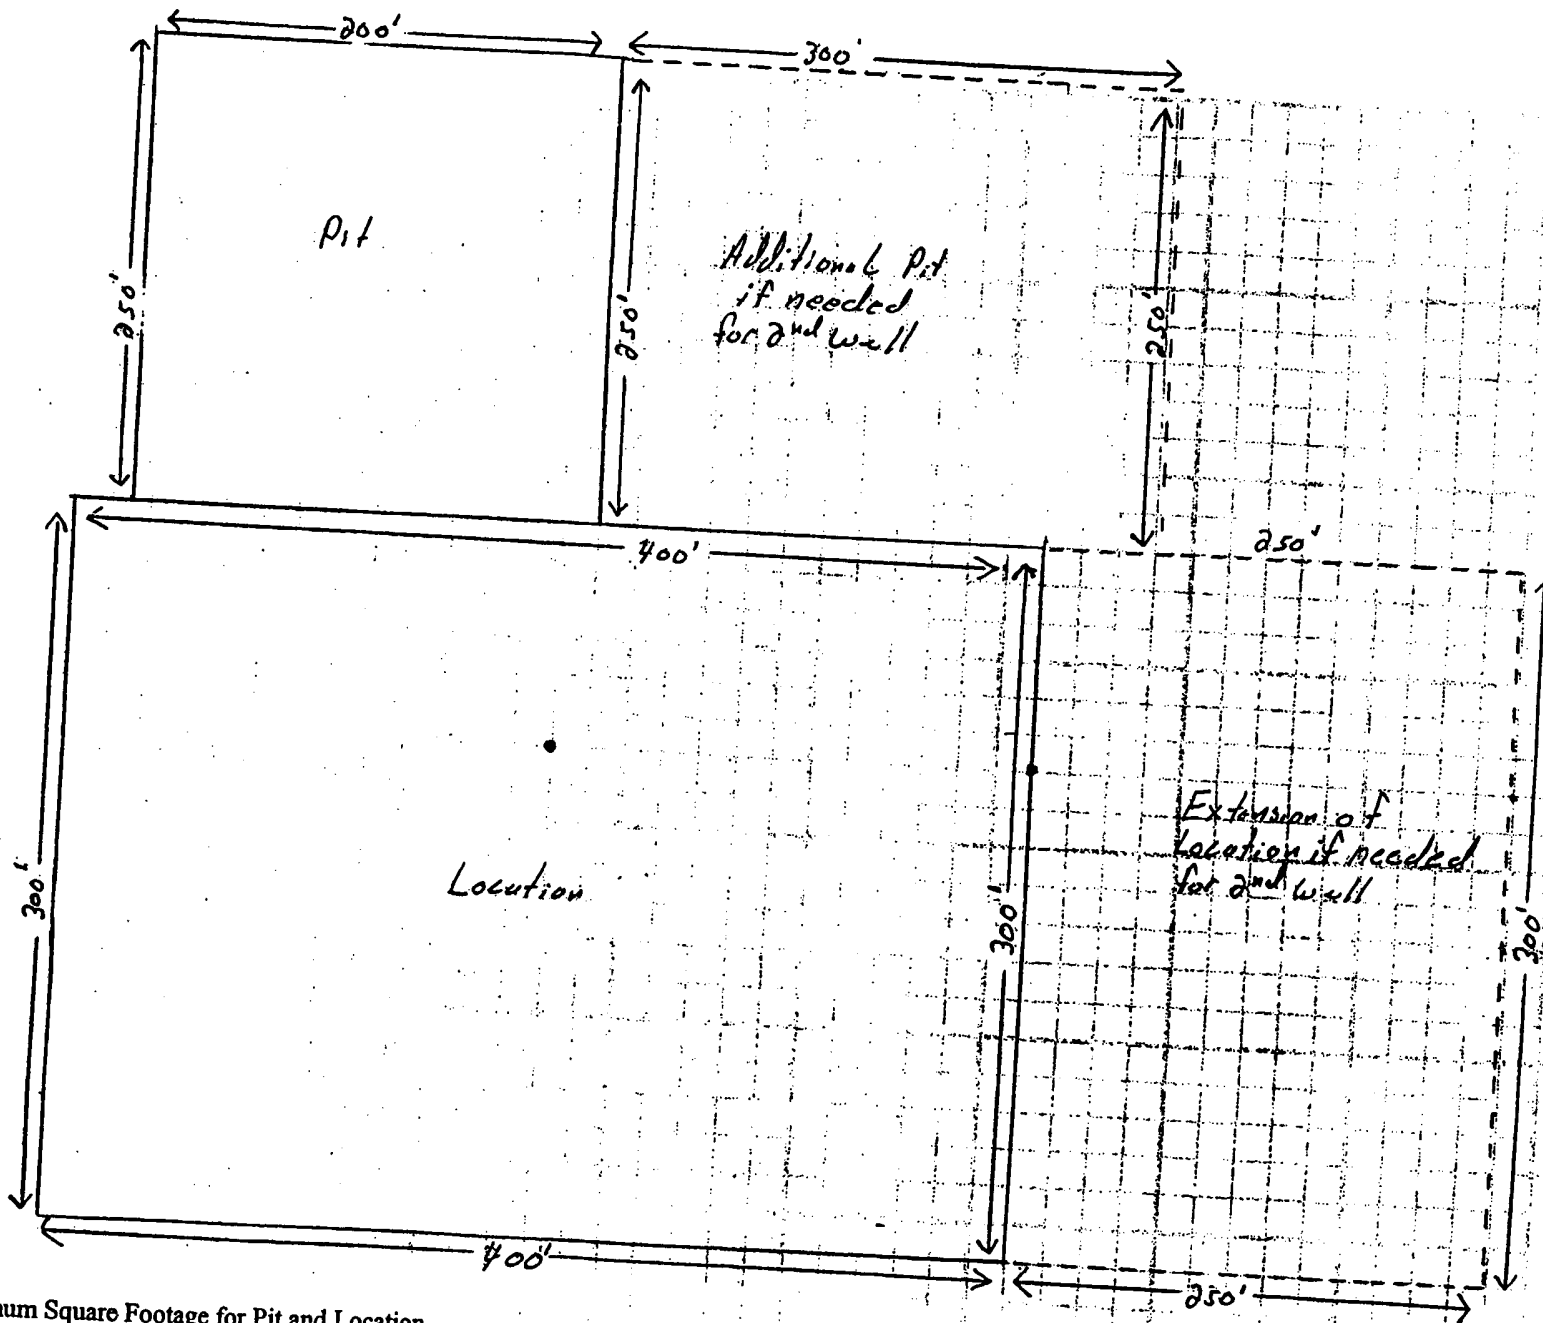 200'
300'
Pit
250'
250'
Additional Pit
if needed
for 2nd well
250'
400'
250'
300'
Location
300'
Extension of
Location if needed
for 2nd well
300'
400'
250'
Square Footage for Pit and Location